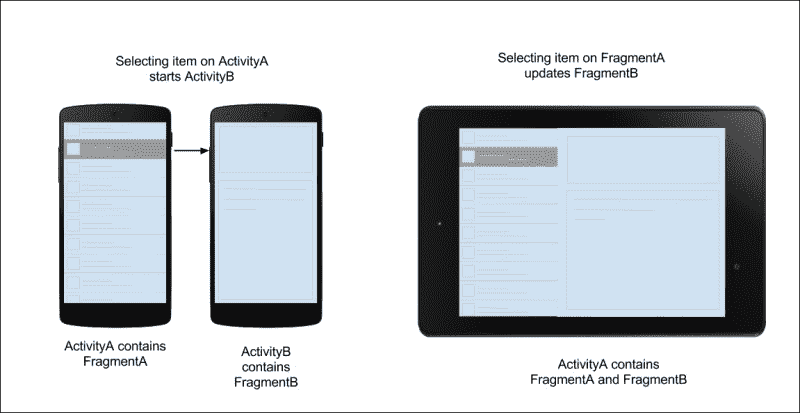 Selecting item on ActivityA
starts ActivityB
Selecting item on FragmentA
updates FragmentB
ActivityA contains
FragmentA
ActivityB
contains
FragmentB
ActivityA contains
FragmentA and FragmentB